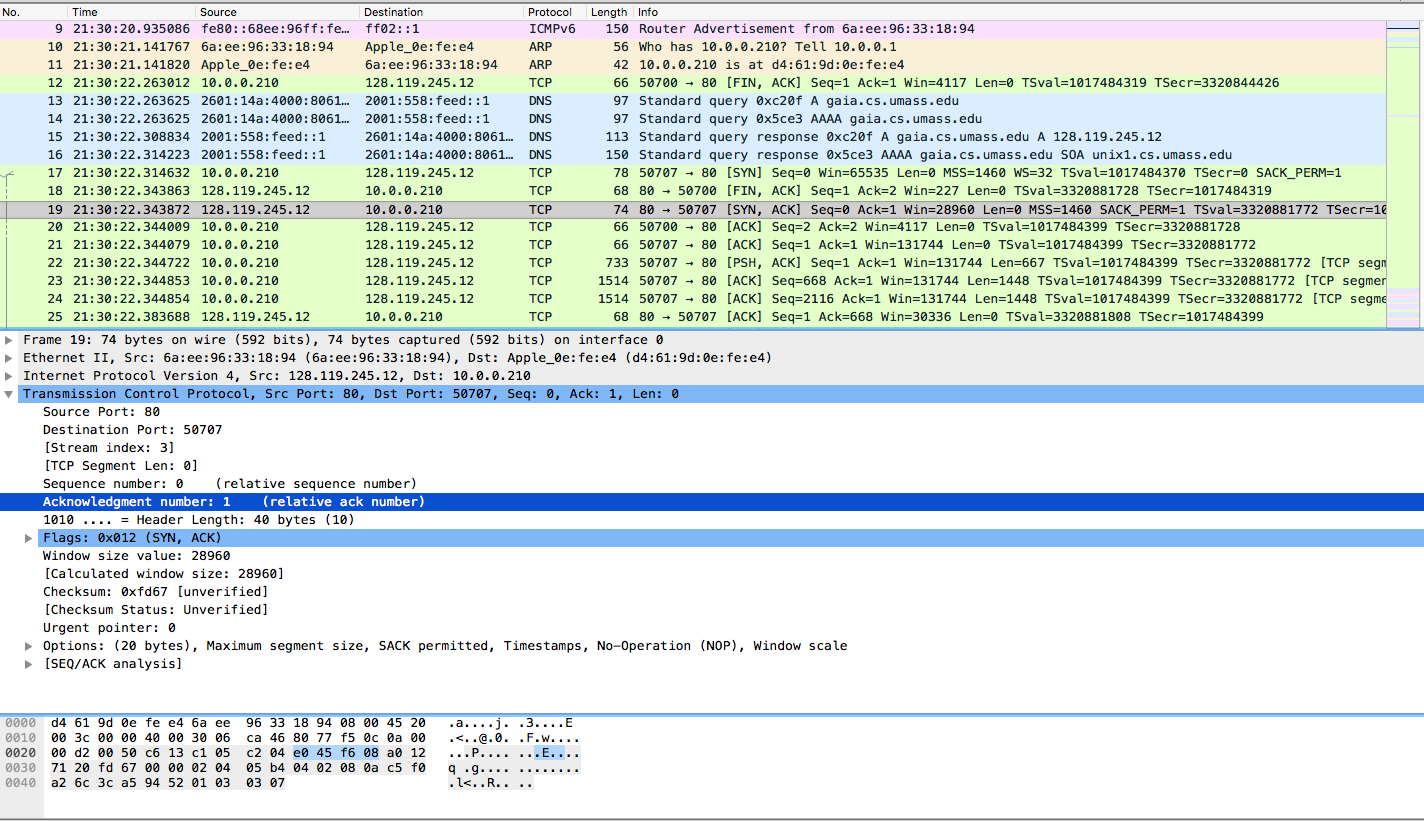 No. Time Source Destination Protocol Length Info
9 21:30:20.935086 fe80::68ee:96ff:fe… ff02::1 ICMPv6 150 Router Advertisement from 6a:ee:96:33:18:94
10 21:30:21.141767 6a:ee:96:33:18:94 Apple_0e:fe:e4 ARP 56 Who has 10.0.0.210? Tell 10.0.0.1
11 21:30:21.141820 Apple_0e:fe:e4 6a:ee:96:33:18:94 ARP 42 10.0.0.210 is at d4:61:9d:0e:fe:e4
12 21:30:22.263012 10.0.0.210 128.119.245.12 TCP 66 50700 → 80 [FIN, ACK] Seq=1 Ack=1 Win=4117 Len=0 TSval=1017484319 TSecr=3320844426
13 21:30:22.263625 2601:14a:4000:8061… 2001:558:feed::1 DNS 97 Standard query 0xc20f A gaia.cs.umass.edu
14 21:30:22.263625 2601:14a:4000:8061… 2001:558:feed::1 DNS 97 Standard query 0x5ce3 AAAA gaia.cs.umass.edu
15 21:30:22.308834 2001:558:feed::1 2601:14a:4000:8061… DNS 113 Standard query response 0xc20f A gaia.cs.umass.edu A 128.119.245.12
16 21:30:22.314223 2001:558:feed::1 2601:14a:4000:8061… DNS 150 Standard query response 0x5ce3 AAAA gaia.cs.umass.edu SOA unix1.cs.umass.edu
17 21:30:22.314632 10.0.0.210 128.119.245.12 TCP 78 50707 → 80 [SYN] Seq=0 Win=65535 Len=0 MSS=1460 WS=32 TSval=1017484370 TSecr=0 SACK_PERM=1
18 21:30:22.343863 128.119.245.12 10.0.0.210 TCP 68 80 → 50700 [FIN, ACK] Seq=1 Ack=2 Win=227 Len=0 TSval=3320881728 TSecr=1017484319
19 21:30:22.343872 128.119.245.12 10.0.0.210 TCP 74 80 → 50707 [SYN, ACK] Seq=0 Ack=1 Win=28960 Len=0 MSS=1460 SACK_PERM=1 TSval=3320881772 TSecr=10
20 21:30:22.344009 10.0.0.210 128.119.245.12 TCP 66 50700 → 80 [ACK] Seq=2 Ack=2 Win=4117 Len=0 TSval=1017484399 TSecr=3320881728
21 21:30:22.344079 10.0.0.210 128.119.245.12 TCP 66 50707 → 80 [ACK] Seq=1 Ack=1 Win=131744 Len=0 TSval=1017484399 TSecr=3320881772
22 21:30:22.344722 10.0.0.210 128.119.245.12 TCP 733 50707 → 80 [PSH, ACK] Seq=1 Ack=1 Win=131744 Len=667 TSval=1017484399 TSecr=3320881772 [TCP segm
23 21:30:22.344853 10.0.0.210 128.119.245.12 TCP 1514 50707 → 80 [ACK] Seq=668 Ack=1 Win=131744 Len=1448 TSval=1017484399 TSecr=3320881772 [TCP segm
24 21:30:22.344854 10.0.0.210 128.119.245.12 TCP 1514 50707 → 80 [ACK] Seq=2116 Ack=1 Win=131744 Len=1448 TSval=1017484399 TSecr=3320881772 [TCP segme
25 21:30:22.383688 128.119.245.12 10.0.0.210 TCP 68 80 → 50707 [ACK] Seq=1 Ack=668 Win=30336 Len=0 TSval=3320881808 TSecr=1017484399
Frame 19: 74 bytes on wire (592 bits), 74 bytes captured (592 bits) on interface 0
Ethernet II, Src: 6a:ee:96:33:18:94 (6a:ee:96:33:18:94), Dst: Apple_0e:fe:e4 (d4:61:9d:0e:fe:e4)
Internet Protocol Version 4, Src: 128.119.245.12, Dst: 10.0.0.210
Transmission Control Protocol, Src Port: 80, Dst Port: 50707, Seq: 0, Ack: 1, Len: 0
Source Port: 80
Destination Port: 50707
[Stream index: 3]
[TCP Segment Len: 0]
Sequence number: 0 (relative sequence number)
Acknowledgment number: 1 (relative ack number)
1010 .... = Header Length: 40 bytes (10)
Flags: 0x012 (SYN, ACK)
Window size value: 28960
[Calculated window size: 28960]
Checksum: 0xfd67 [unverified]
[Checksum Status: Unverified]
Urgent pointer: 0
Options: (20 bytes), Maximum segment size, SACK permitted, Timestamps, No-Operation (NOP), Window scale
[SEQ/ACK analysis]
0000 d4 61 9d 0e fe e4 6a ee 96 33 18 94 08 00 45 20 .a....j. .3....E
0010 00 3c 00 00 40 00 30 06 ca 46 80 77 f5 0c 0a 00 .<..@.0. .F.w....
0020 00 d2 00 50 c6 13 c1 05 c2 04 e0 45 f6 08 a0 12 ...P.... ...E....
0030 71 20 fd 67 00 00 02 04 05 b4 04 02 08 0a c5 f0 q .g.... ........
0040 a2 6c 3c a5 94 52 01 03 03 07 .l<..R.. ..